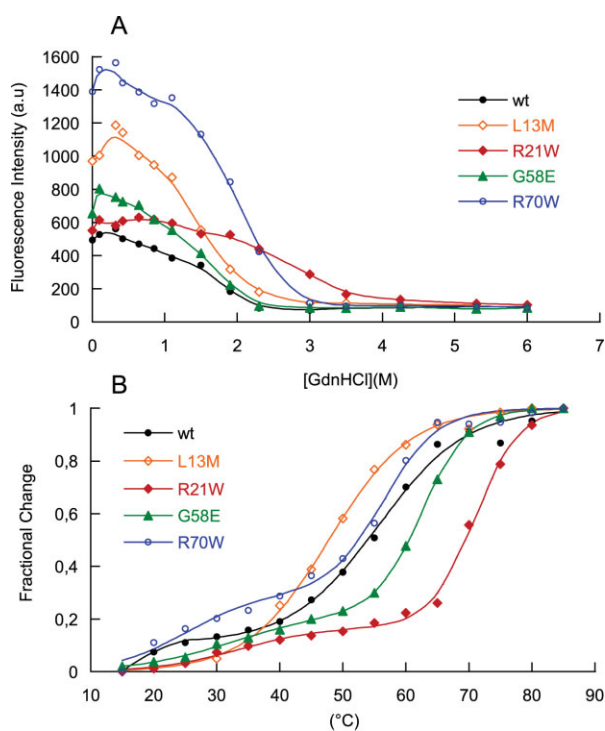 A
Fluorescence Intensity (a.u)
1600
1400
1200
1000
800
600
400
200
0
wt
L13M
R21W
G58E
R70W
0 1 2 3 4 5 6 7
[GdnHCl](M)
B
Fractional Change
1
0,8
0,6
0,4
0,2
0
wt
L13M
R21W
G58E
R70W
10 20 30 40 50 60 70 80 90
(°C)